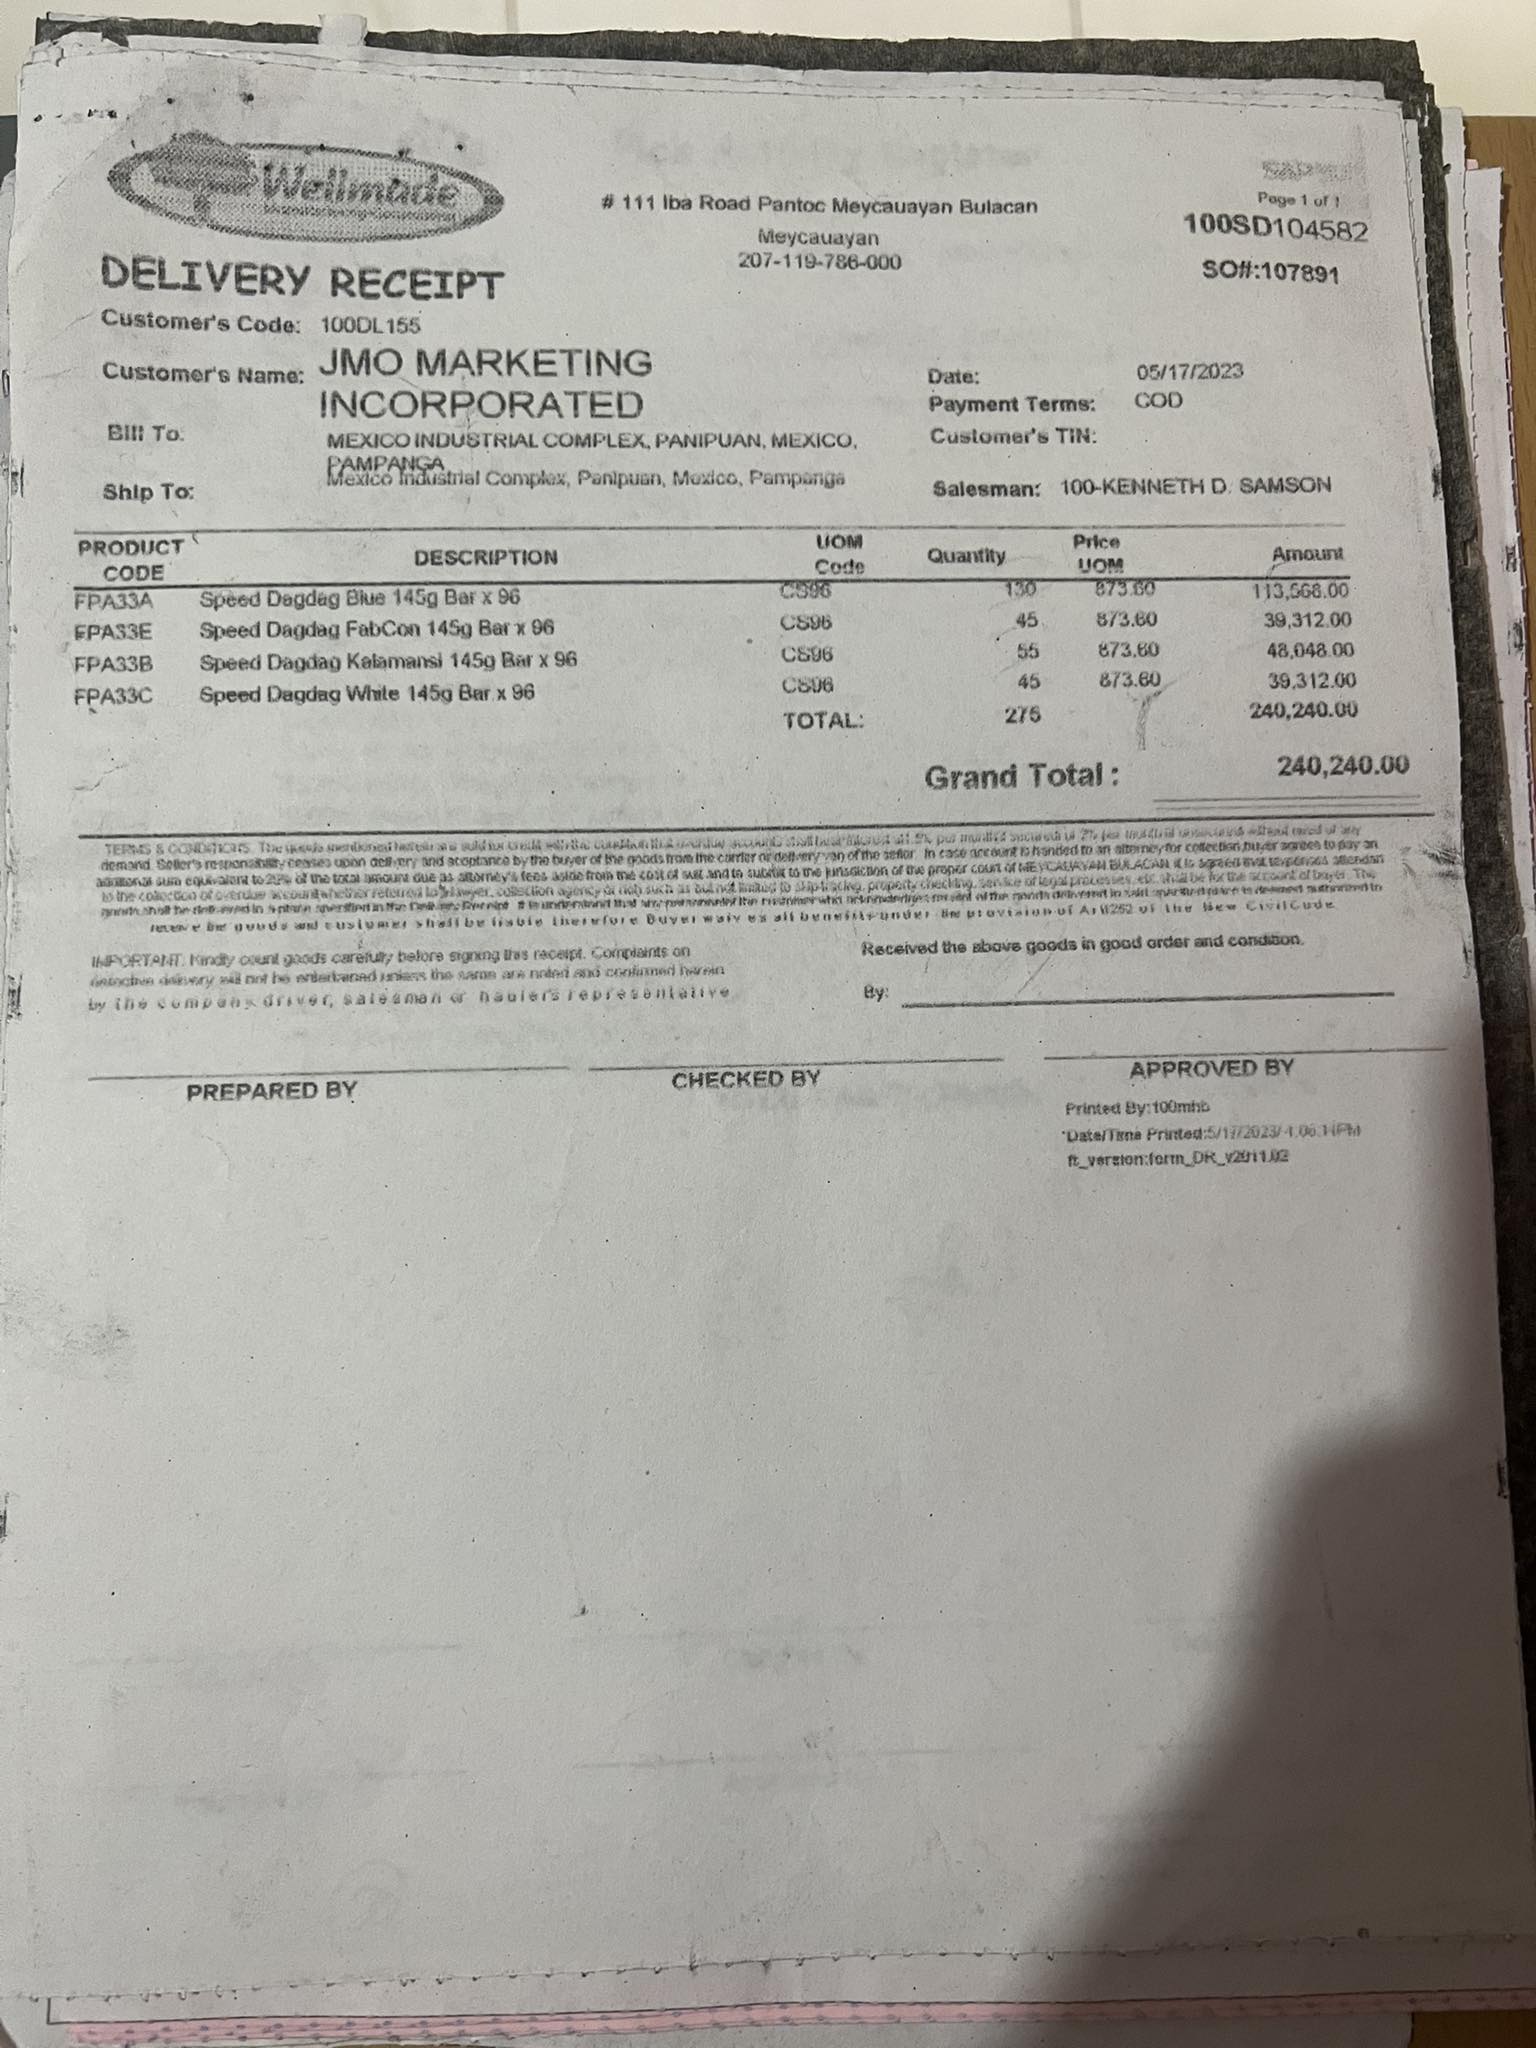 Wellmade
# 111 Iba Road Pantoc Meycauayan Bulacan
Meycauayan
207-119-786-000
Page 1 of 1
100SD104582
SO#:107891
DELIVERY RECEIPT
Customer's Code: 100DL155
Customer's Name: JMO MARKETING
INCORPORATED
Date: 05/17/2023
Payment Terms: COD
Bill To: MEXICO INDUSTRIAL COMPLEX, PANIPUAN, MEXICO,
PAMPANGA
Customer's TIN:
Ship To: Mexico Industrial Complex, Panipuan, Mexico, Pampanga
Salesman: 100-KENNETH D. SAMSON
PRODUCT CODE DESCRIPTION UOM Code Quantity Price UOM Amount
FPA33A Speed Dagdag Blue 145g Bar x 96 CS96 130 873.60 113,568.00
FPA33E Speed Dagdag FabCon 145g Bar x 96 CS96 45 873.60 39,312.00
FPA33B Speed Dagdag Kalamansi 145g Bar x 96 CS96 55 873.60 48,048.00
FPA33C Speed Dagdag White 145g Bar x 96 CS96 45 873.60 39,312.00
TOTAL: 275 240,240.00
Grand Total : 240,240.00
TERMS & CONDITIONS: The goods mentioned herein are sold for credit with the condition that overdue accounts shall bear interest at 1.5% per month if secured or 2% per month if unsecured without need of any
demand. Seller's responsibility ceases upon delivery and acceptance by the buyer of the goods from the carrier or delivery van of the seller. In case account is handed to an attorney for collection,buyer agrees to pay an
additional sum equivalent to 25% of the total amount due as attorney's fees aside from the cost of suit and to submit to the jurisdiction of the proper court of MEYCAUAYAN BULACAN. It is agreed that expenses attendant
to the collection of overdue account whether referred to lawyer, collection agency or not such as but not limited to skip-tracing, property checking, service of legal processes, etc. shall be for the account of buyer. The
goods shall be delivered in a place specified in the Delivery Receipt. It is understood that any personnel of the customer who acknowledges receipt of the goods delivered in said specified place is deemed authorized to
receive the goods and customer shall be liable therefore Buyer waives all benefits under the provision of Art1252 of the New CivilCode
IMPORTANT: Kindly count goods carefully before signing this receipt. Complaints on
defective delivery will not be entertained unless the same are noted and confirmed herein
by the company driver, salesman or hauler's representative
Received the above goods in good order and condition.
By:
PREPARED BY
CHECKED BY
APPROVED BY
Printed By:100mhb
Date/Time Printed:5/17/2023/
ft_version:form_DR_v2011.02